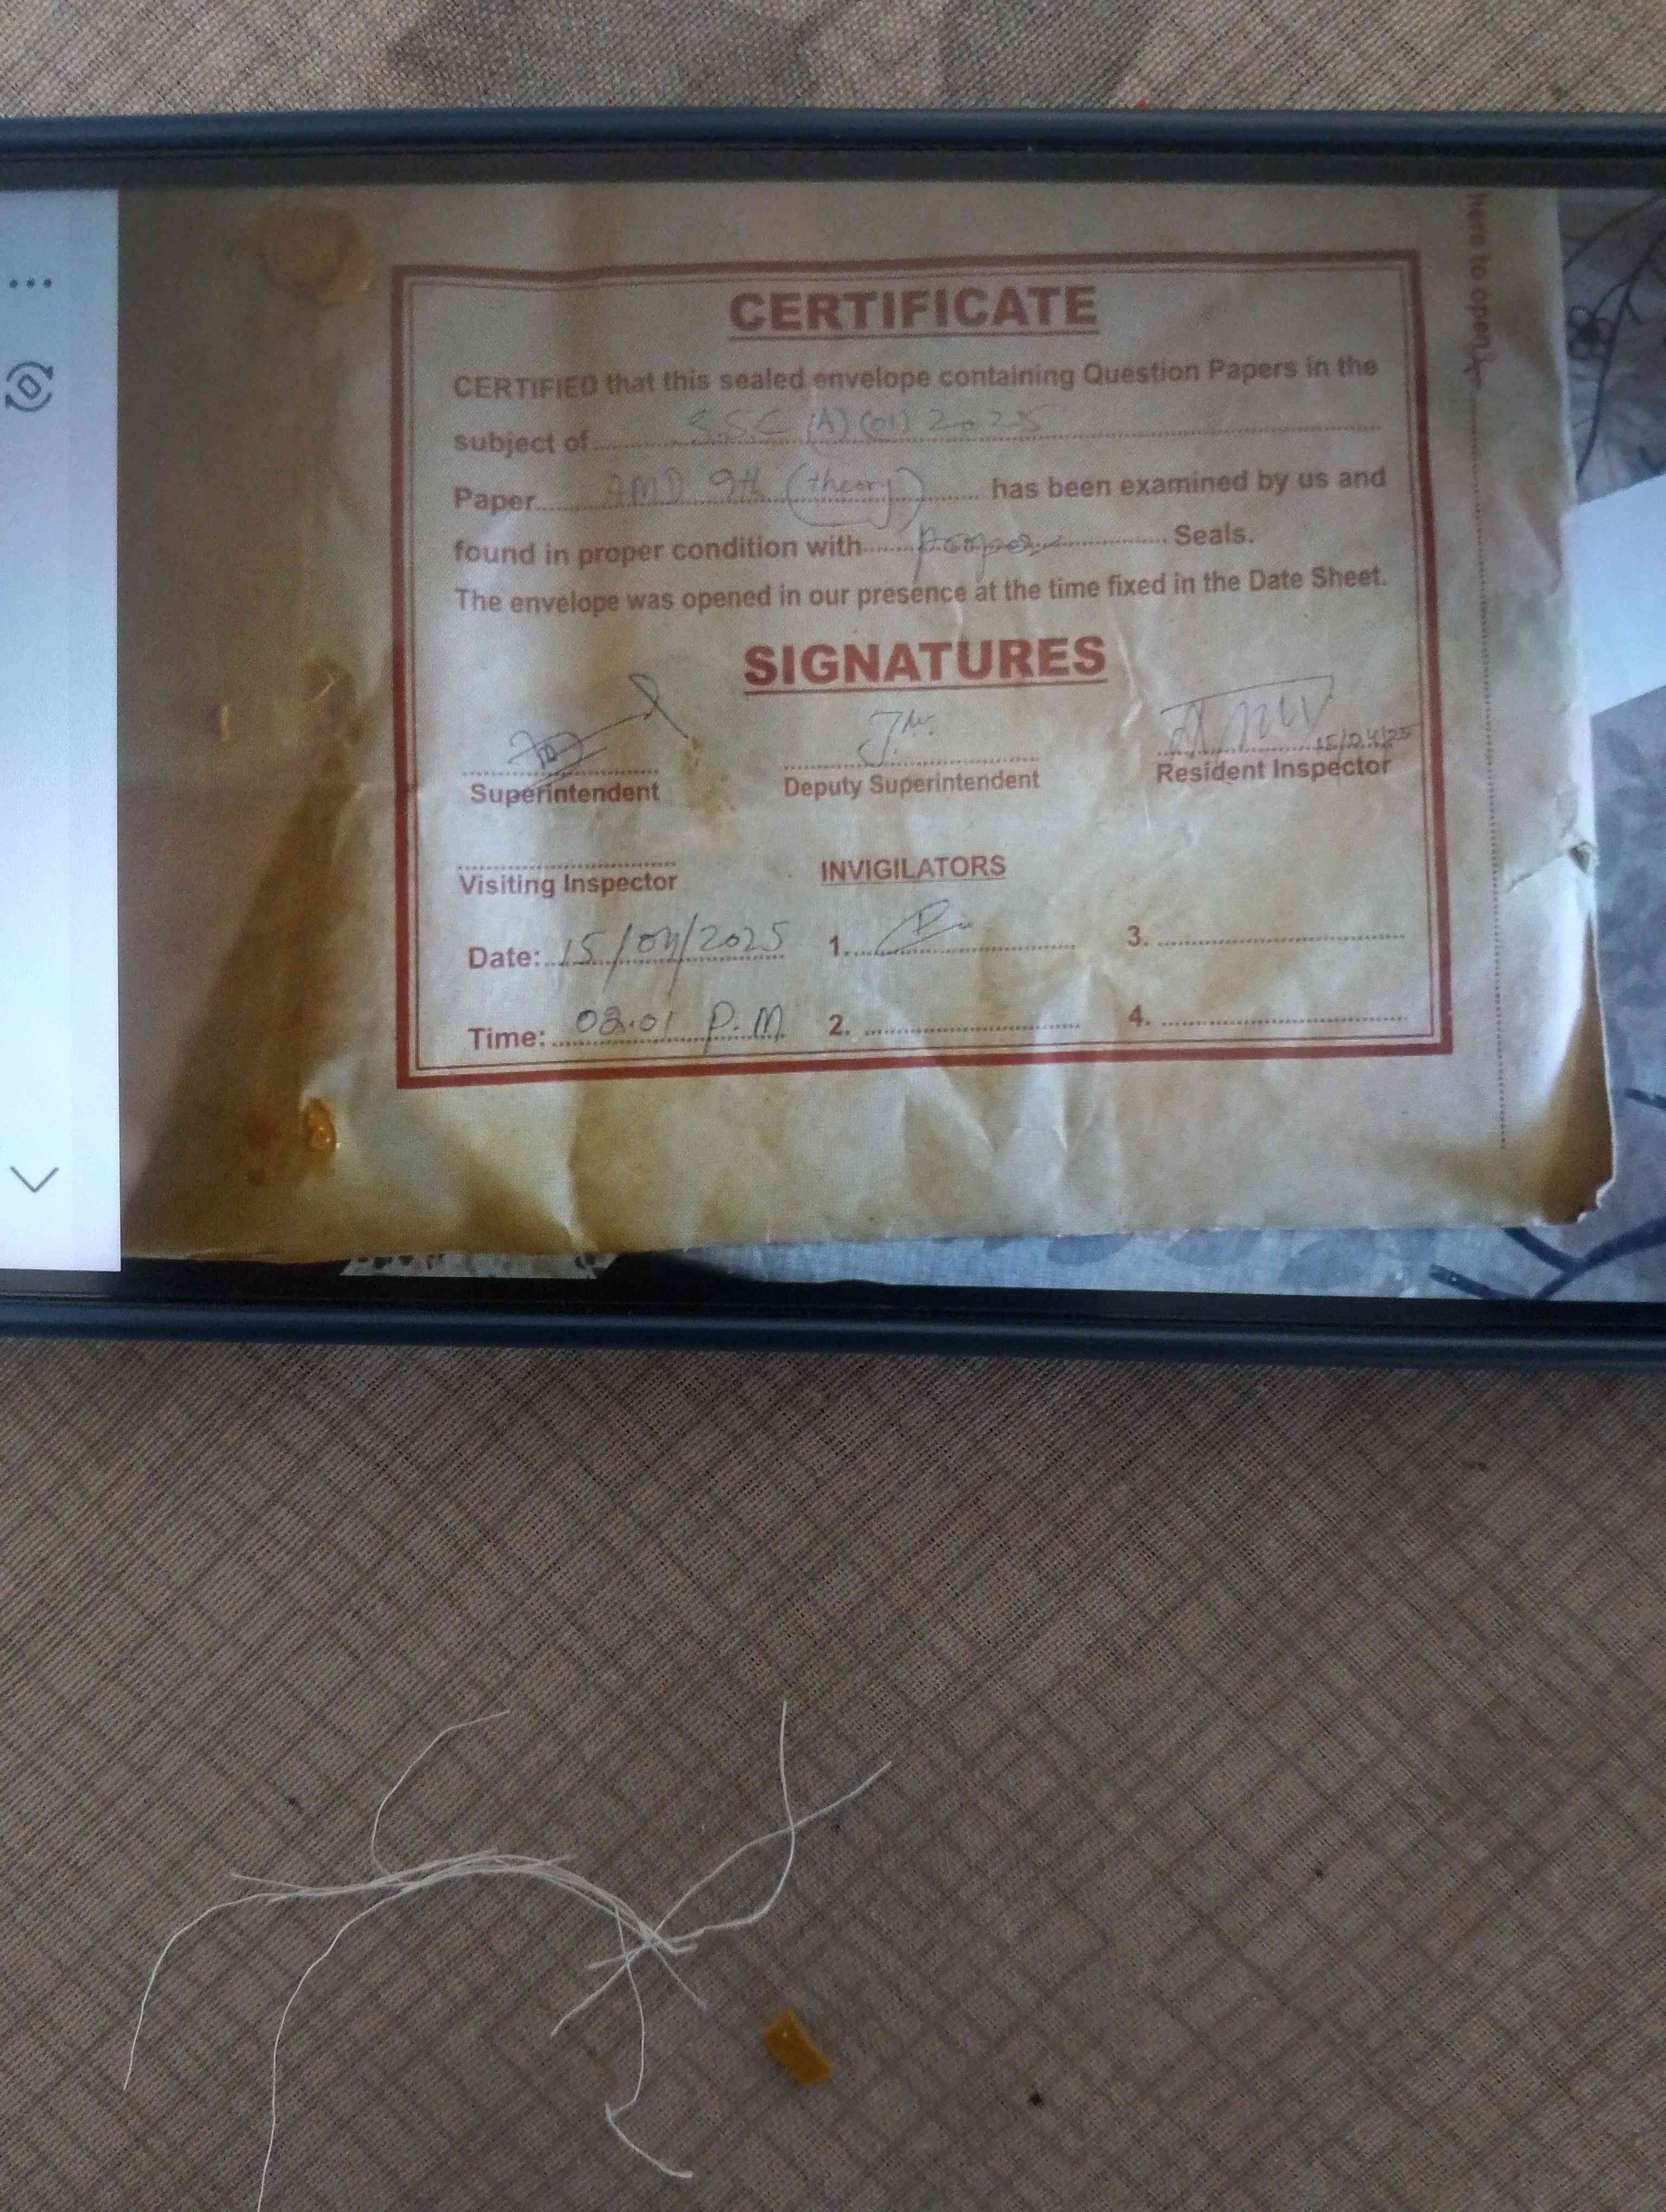 CERTIFICATE
CERTIFIED that this sealed envelope containing Question Papers in the
subject of S.S.C (A) (01) 2025
Paper AMD 9th (theory) has been examined by us and
found in proper condition with proper Seals.
The envelope was opened in our presence at the time fixed in the Date Sheet.
SIGNATURES
15/04/25
Superintendent Deputy Superintendent Resident Inspector
Visiting Inspector INVIGILATORS
Date: 15/04/2025 1. 3.
Time: 02.01 P.M 2. 4.
here to open